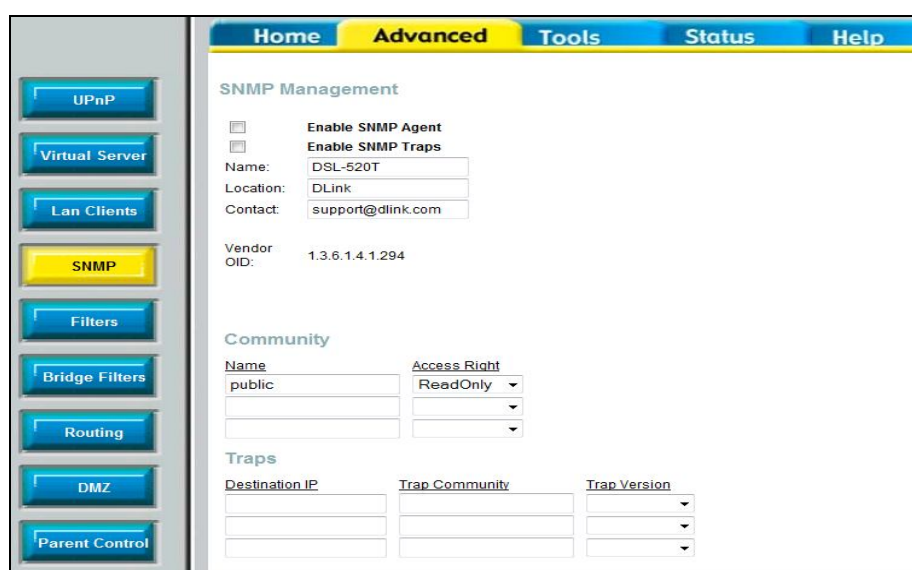 Home Advanced Tools Status Help
UPnP
Virtual Server
Lan Clients
SNMP
Filters
Bridge Filters
Routing
DMZ
Parent Control
SNMP Management
Enable SNMP Agent
Enable SNMP Traps
Name: DSL-520T
Location: DLink
Contact: support@dlink.com
Vendor
OID: 1.3.6.1.4.1.294
Community
Name Access Right
public ReadOnly
Traps
Destination IP Trap Community Trap Version